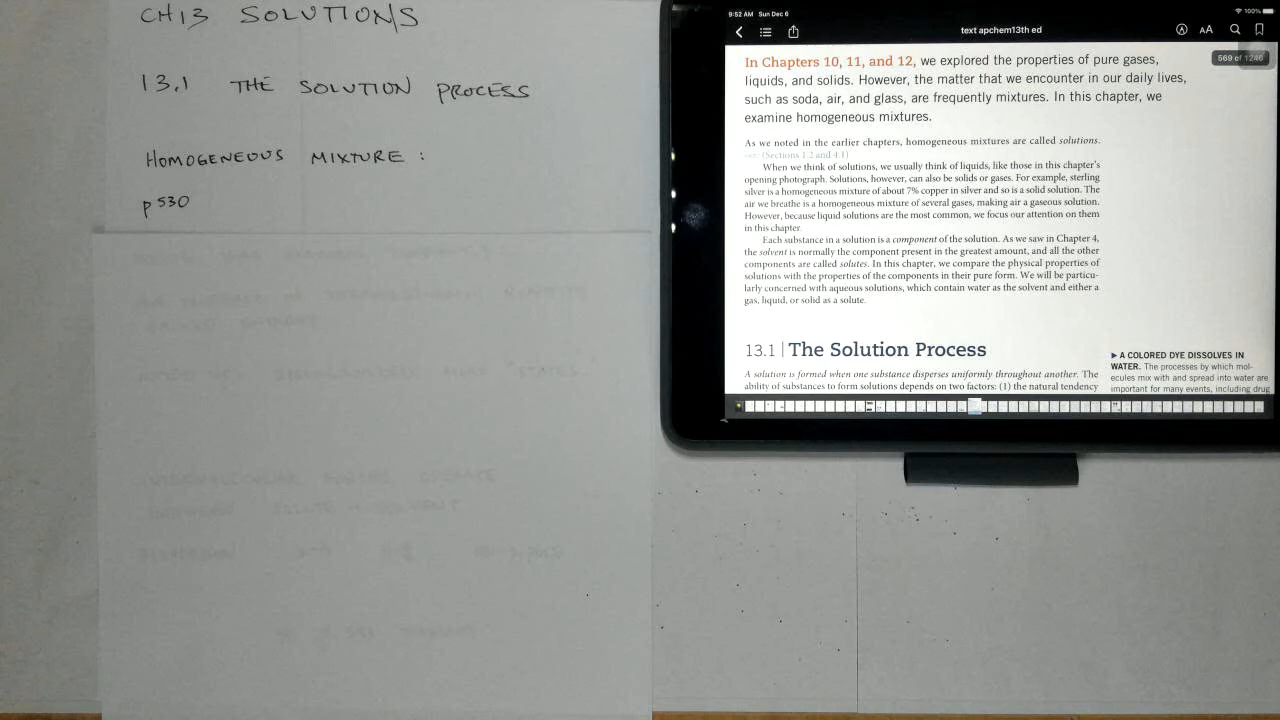 CH13 SOLUTIONS
13.1 THE SOLUTION PROCESS
HOMOGENEOUS MIXTURE :
p 530
9:52 AM Sun Dec 6
100%
text apchem13th ed
AA
569 of 1246
In Chapters 10, 11, and 12, we explored the properties of pure gases,
liquids, and solids. However, the matter that we encounter in our daily lives,
such as soda, air, and glass, are frequently mixtures. In this chapter, we
examine homogeneous mixtures.
As we noted in the earlier chapters, homogeneous mixtures are called solutions.
(Sections 1.2 and 4.1)
When we think of solutions, we usually think of liquids, like those in this chapter's
opening photograph. Solutions, however, can also be solids or gases. For example, sterling
silver is a homogeneous mixture of about 7% copper in silver and so is a solid solution. The
air we breathe is a homogeneous mixture of several gases, making air a gaseous solution.
However, because liquid solutions are the most common, we focus our attention on them
in this chapter.
Each substance in a solution is a component of the solution. As we saw in Chapter 4,
the solvent is normally the component present in the greatest amount, and all the other
components are called solutes. In this chapter, we compare the physical properties of
solutions with the properties of the components in their pure form. We will be particu-
larly concerned with aqueous solutions, which contain water as the solvent and either a
gas, liquid, or solid as a solute.
13.1 | The Solution Process
A solution is formed when one substance disperses uniformly throughout another. The
ability of substances to form solutions depends on two factors: (1) the natural tendency
▶ A COLORED DYE DISSOLVES IN
WATER. The processes by which mol-
ecules mix with and spread into water are
important for many events, including drug